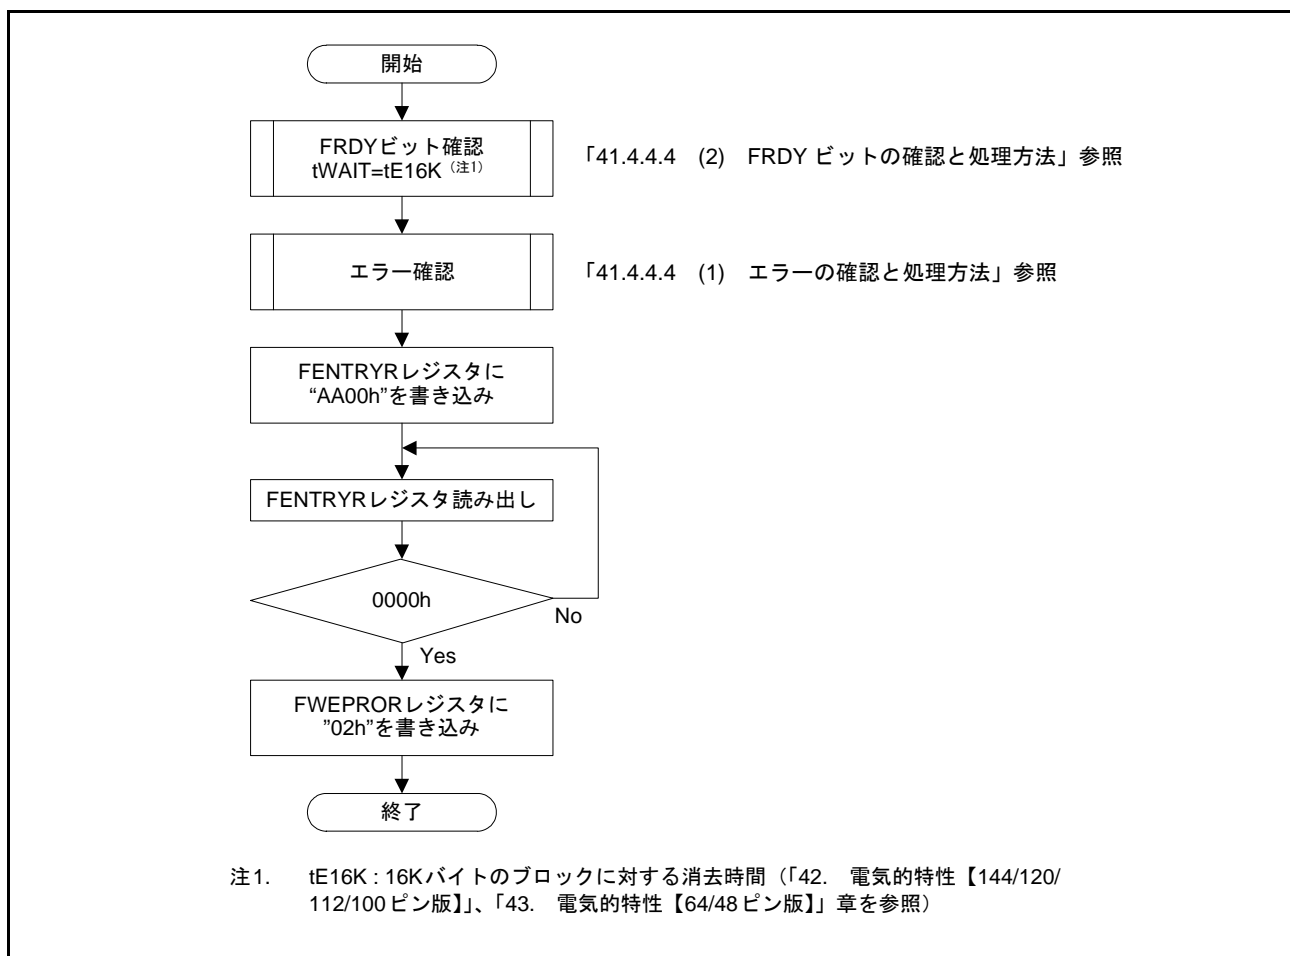 開始
FRDYビット確認
tWAIT=tE16K (注1)
「41.4.4.4 (2) FRDY ビットの確認と処理方法」参照
エラー確認
「41.4.4.4 (1) エラーの確認と処理方法」参照
FENTRYRレジスタに
“AA00h”を書き込み
FENTRYRレジスタ読み出し
0000h
No
Yes
FWEPRORレジスタに
”02h”を書き込み
終了
注1. tE16K : 16Kバイトのブロックに対する消去時間（「42. 電気的特性【144/120/
112/100ピン版】」、「43. 電気的特性【64/48ピン版】」章を参照）